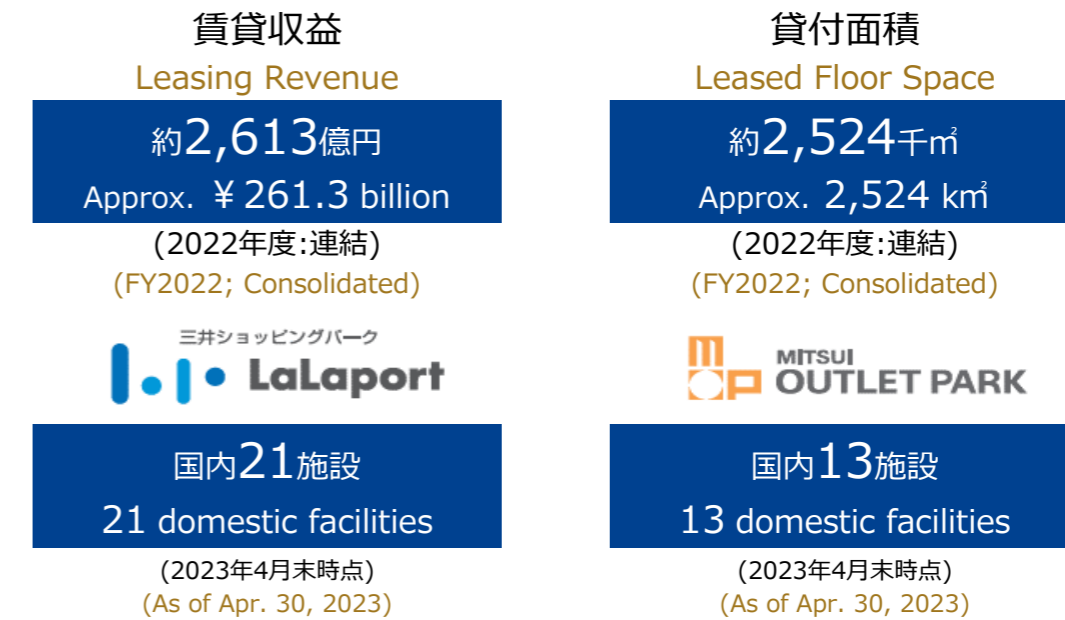 賃貸収益
Leasing Revenue
約2,613億円
Approx. ¥261.3 billion
(2022年度:連結)
(FY2022; Consolidated)
三井ショッピングパーク
LaLaport
国内21施設
21 domestic facilities
(2023年4月末時点)
(As of Apr. 30, 2023)
貸付面積
Leased Floor Space
約2,524千㎡
Approx. 2,524 k㎡
(2022年度:連結)
(FY2022; Consolidated)
MITSUI
OUTLET PARK
国内13施設
13 domestic facilities
(2023年4月末時点)
(As of Apr. 30, 2023)